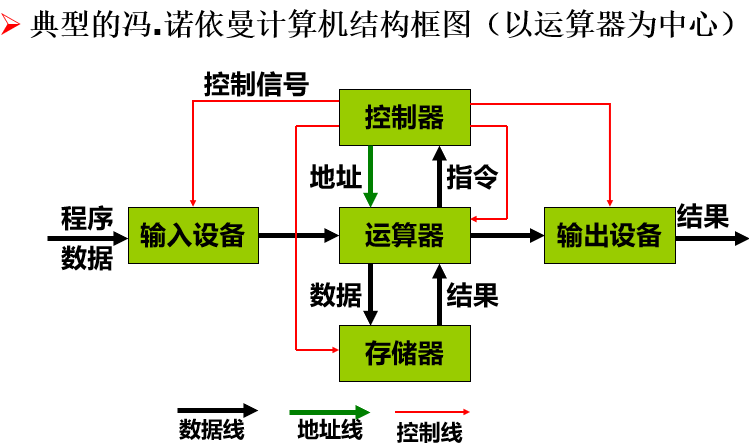 典型的冯.诺依曼计算机结构框图（以运算器为中心）
控制信号
控制器
地址
指令
程序
数据
输入设备
运算器
输出设备
结果
数据
结果
存储器
数据线
地址线
控制线